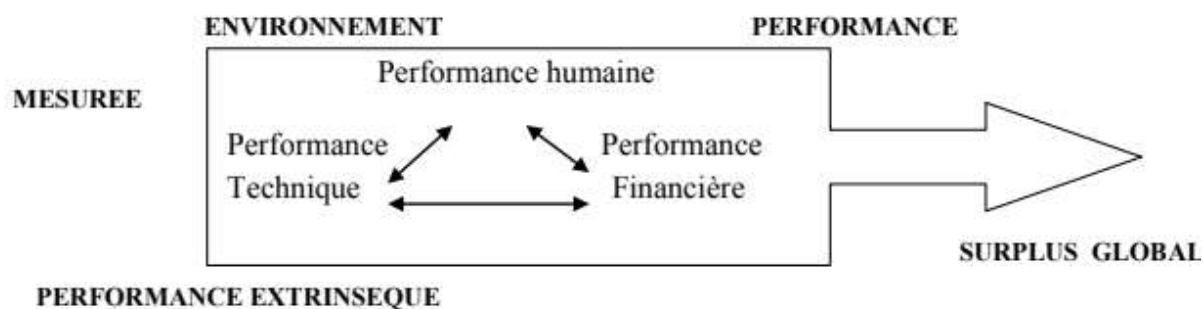 ENVIRONNEMENT PERFORMANCE
Performance humaine
MESUREE
Performance Performance
Technique Financière
SURPLUS GLOBAL
PERFORMANCE EXTRINSEQUE